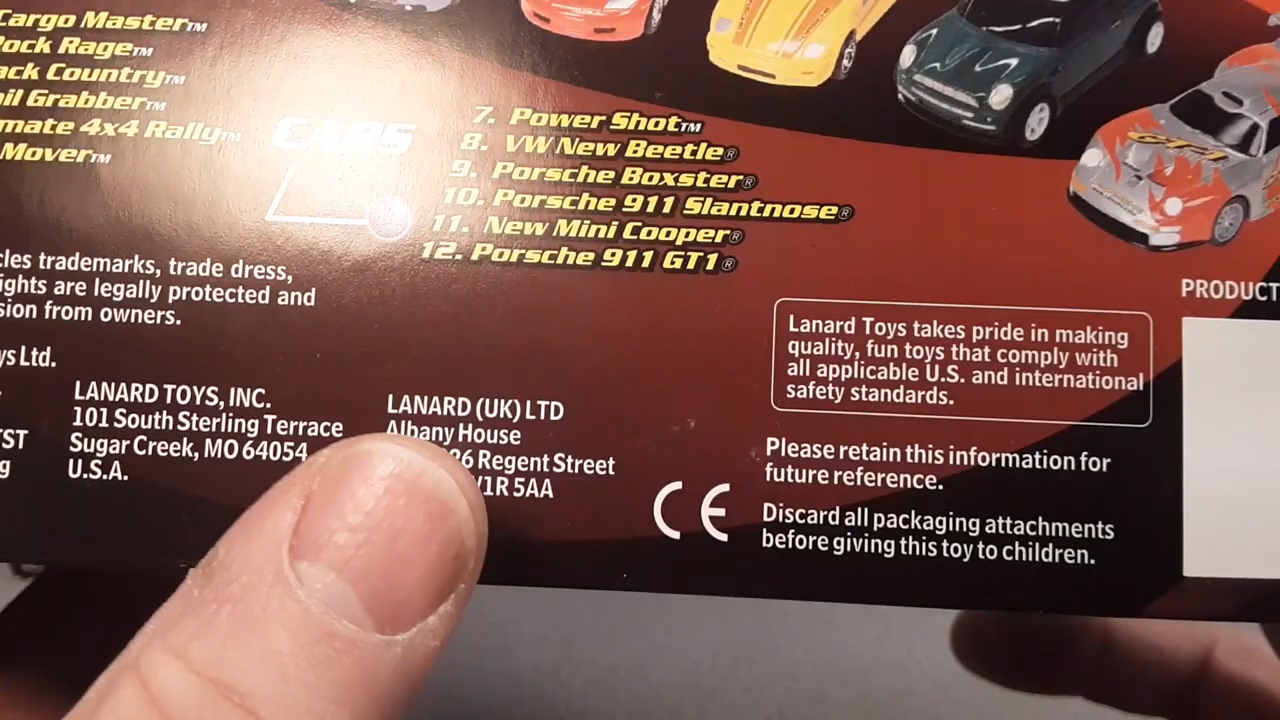 Cargo Master™
Rock Rage™
ack Country™
il Grabber™
mate 4x4 Rally™
Mover™
CARS
7. Power Shot™
8. VW New Beetle®
9. Porsche Boxster®
10. Porsche 911 Slantnose®
11. New Mini Cooper®
12. Porsche 911 GT1®
GT-1
cles trademarks, trade dress,
ights are legally protected and
sion from owners.
ys Ltd.
TST
g
LANARD TOYS, INC.
101 South Sterling Terrace
Sugar Creek, MO 64054
U.S.A.
LANARD (UK) LTD
Albany House
6 Regent Street
1R 5AA
CE
Lanard Toys takes pride in making
quality, fun toys that comply with
all applicable U.S. and international
safety standards.
Please retain this information for
future reference.
Discard all packaging attachments
before giving this toy to children.
PRODUCT